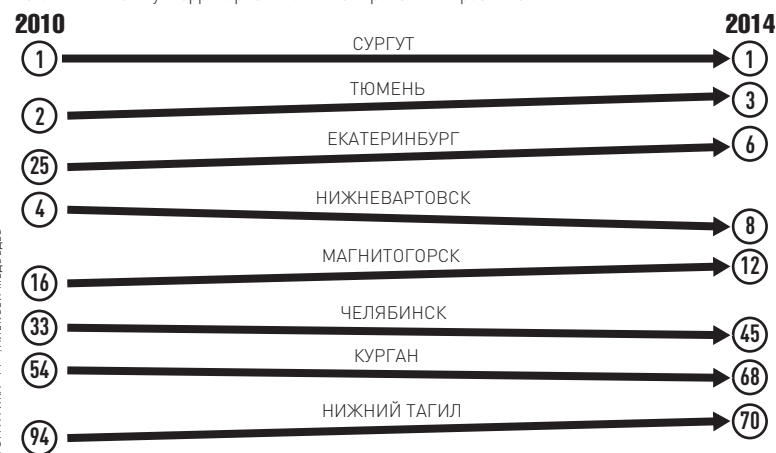 2010 2014
1 СУРГУТ 1
2 ТЮМЕНЬ 3
25 ЕКАТЕРИНБУРГ 6
4 НИЖНЕВАРТОВСК 8
16 МАГНИТОГОРСК 12
33 ЧЕЛЯБИНСК 45
54 КУРГАН 68
94 НИЖНИЙ ТАГИЛ 70